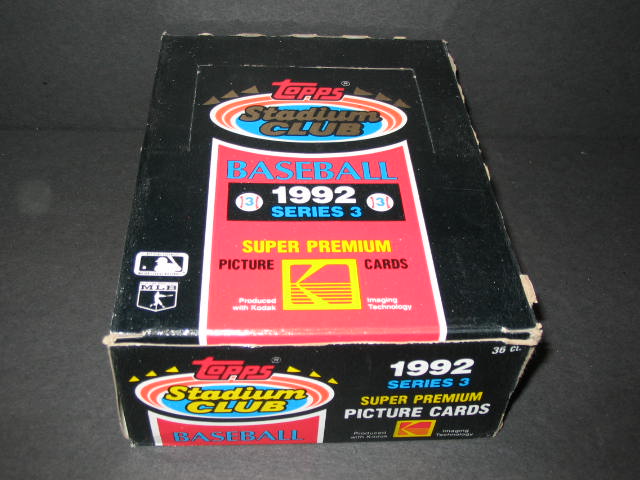 Topps ®
Stadium
CLUB
BASEBALL
1992
3 SERIES 3 3
SUPER PREMIUM
PICTURE CARDS
Produced with Kodak
Imaging Technology
MLB
36 Ct.
Topps ®
Stadium
CLUB
BASEBALL
1992
SERIES 3
SUPER PREMIUM
PICTURE CARDS
Produced with Kodak
Imaging Technology